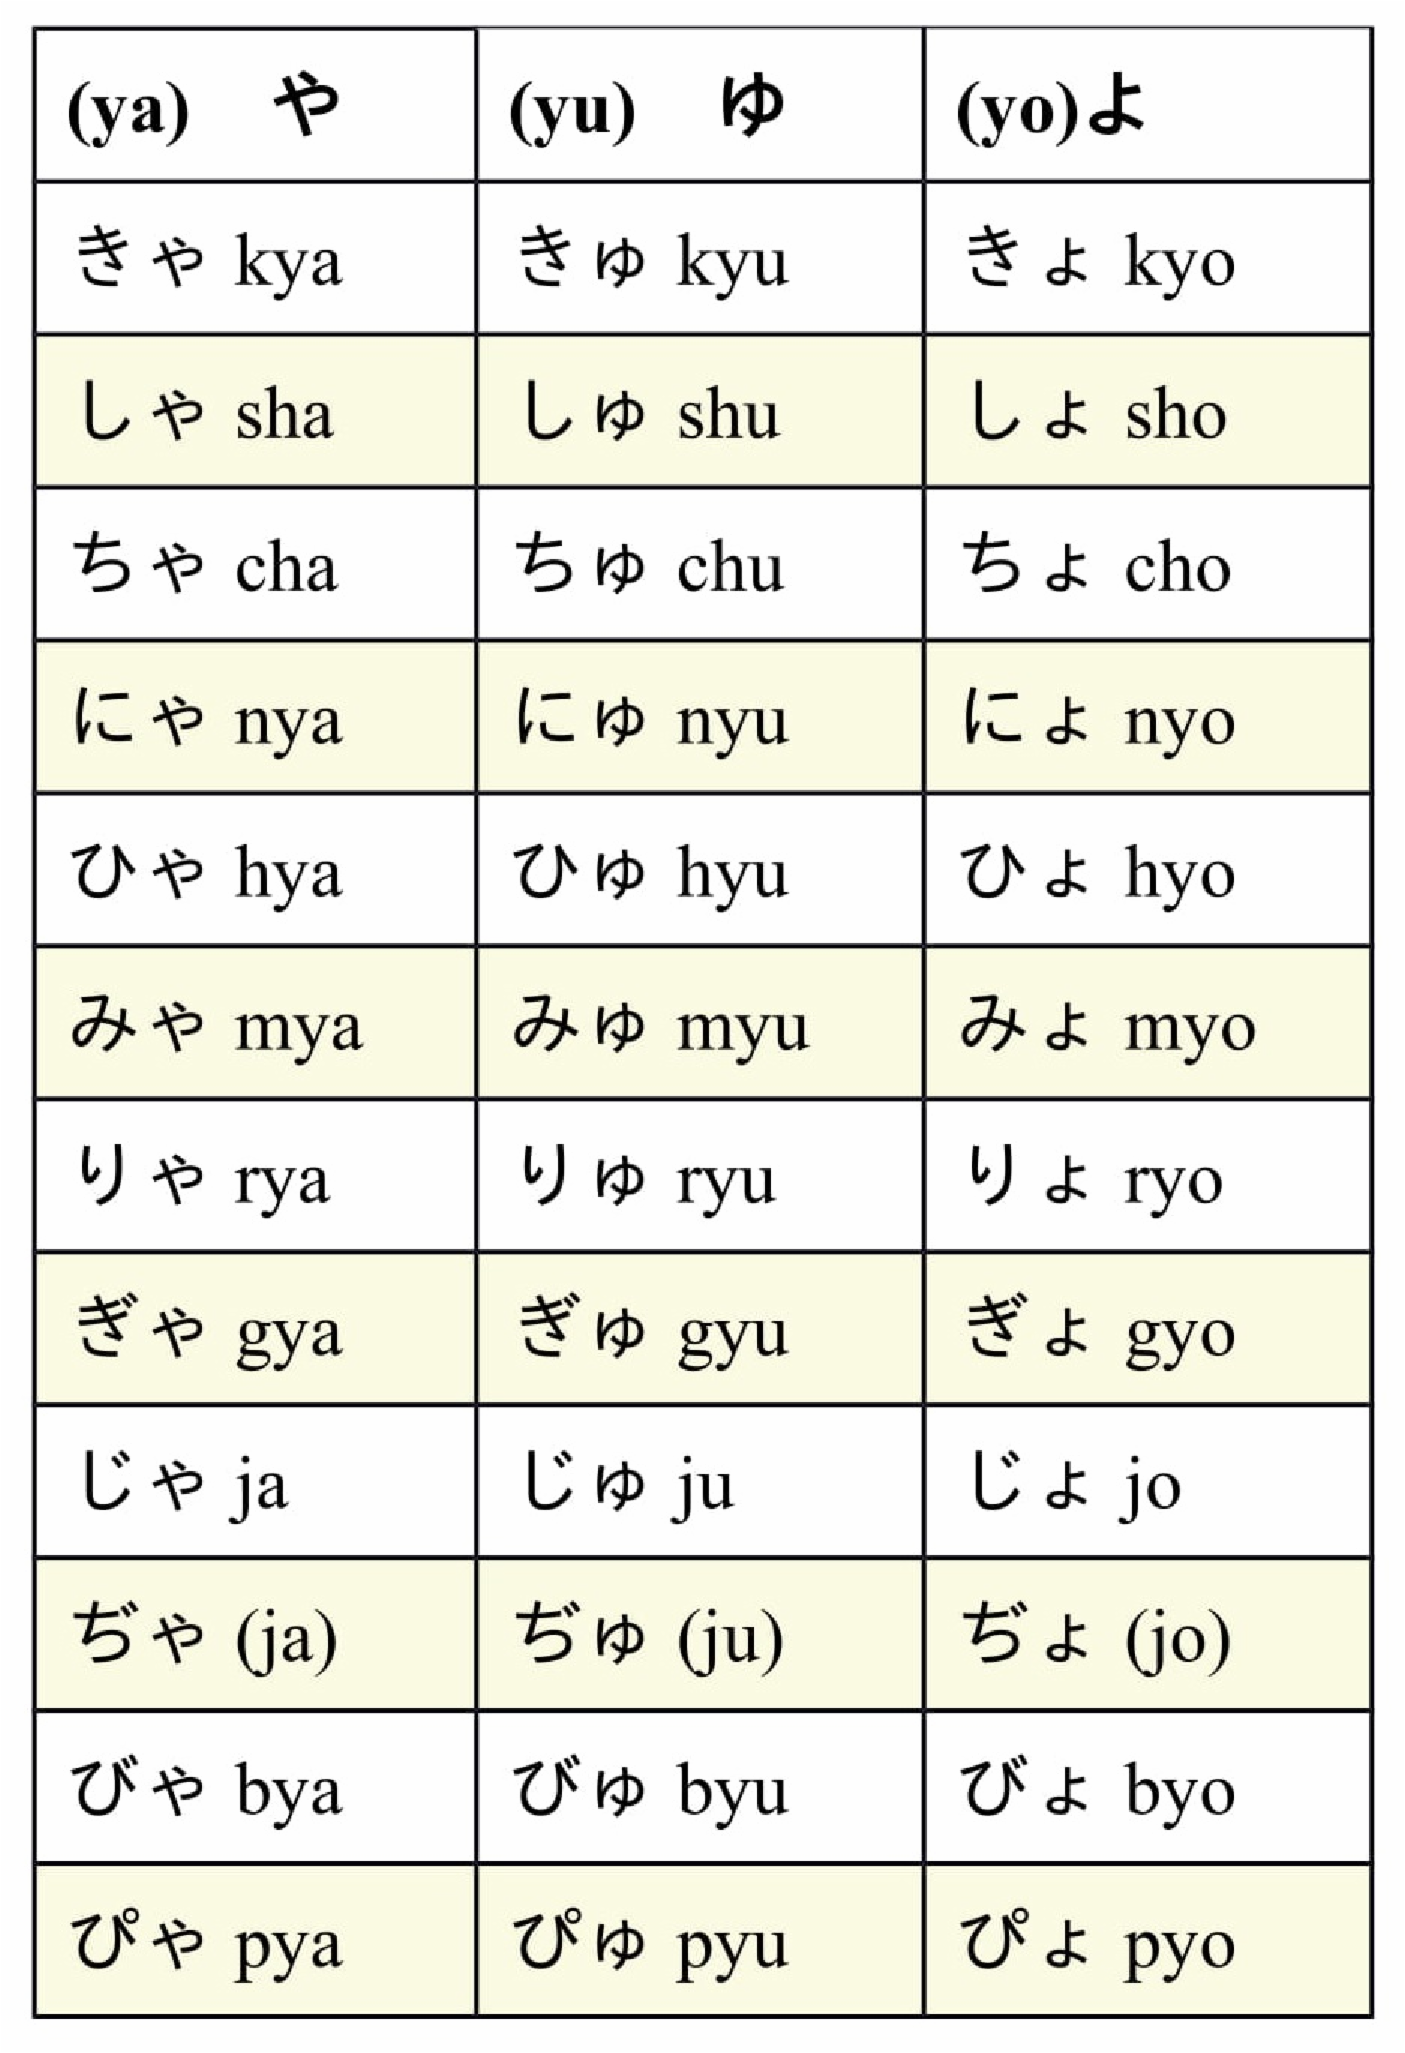 (ya) や (yu) ゆ (yo)よ
きゃ kya きゅ kyu きょ kyo
しゃ sha しゅ shu しょ sho
ちゃ cha ちゅ chu ちょ cho
にゃ nya にゅ nyu にょ nyo
ひゃ hya ひゅ hyu ひょ hyo
みゃ mya みゅ myu みょ myo
りゃ rya りゅ ryu りょ ryo
ぎゃ gya ぎゅ gyu ぎょ gyo
じゃ ja じゅ ju じょ jo
ぢゃ (ja) ぢゅ (ju) ぢょ (jo)
びゃ bya びゅ byu びょ byo
ぴゃ pya ぴゅ pyu ぴょ pyo